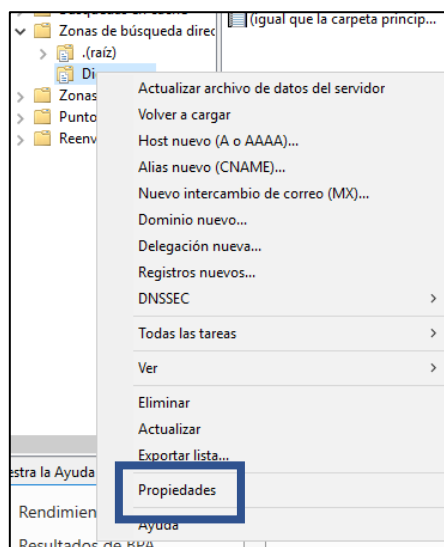 Zonas de búsqueda direc
(igual que la carpeta princip...
.(raíz)
Di
Zonas
Punto
Reenv
Actualizar archivo de datos del servidor
Volver a cargar
Host nuevo (A o AAAA)...
Alias nuevo (CNAME)...
Nuevo intercambio de correo (MX)...
Dominio nuevo...
Delegación nueva...
Registros nuevos...
DNSSEC
Todas las tareas
Ver
Eliminar
Actualizar
Exportar lista...
Propiedades
Ayuda
estra la Ayuda
Rendimien
Resultados de BPA